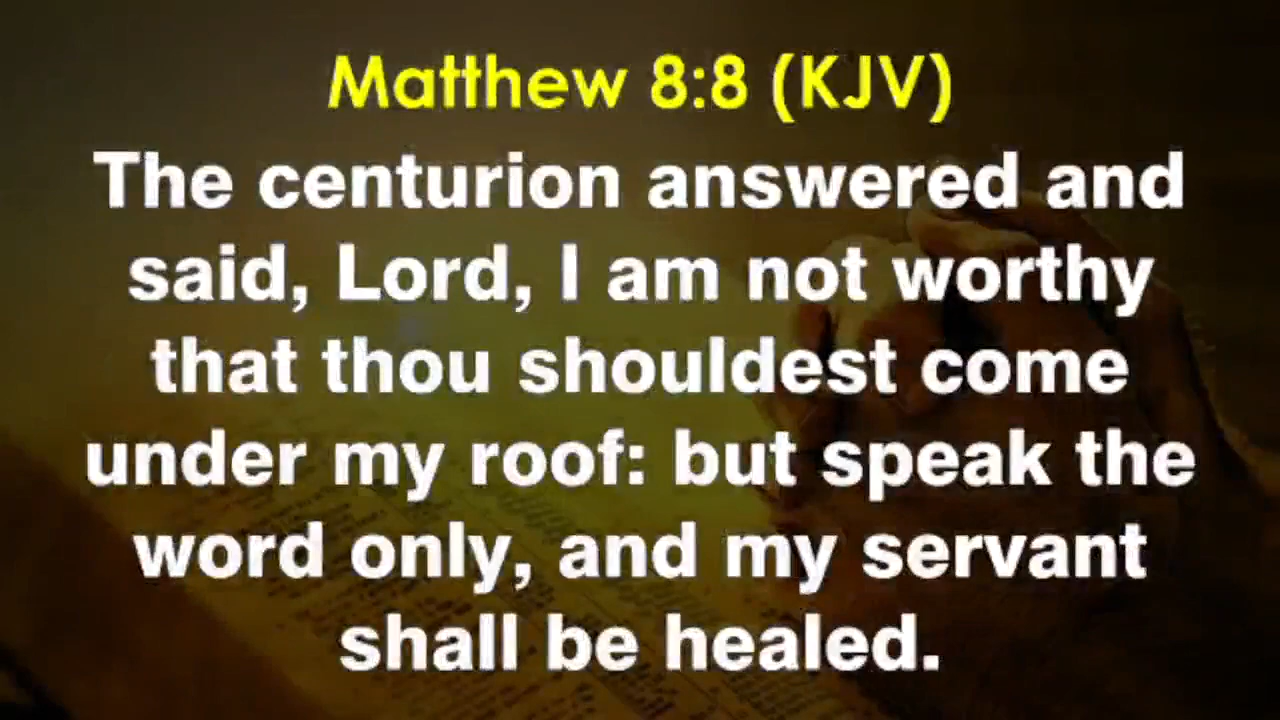 Matthew 8:8 (KJV)
The centurion answered and
said, Lord, I am not worthy
that thou shouldest come
under my roof: but speak the
word only, and my servant
shall be healed.